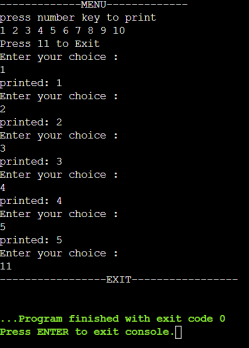 -------------MENU-------------
press number key to print
1 2 3 4 5 6 7 8 9 10
Press 11 to Exit
Enter your choice :
1
printed: 1
Enter your choice :
2
printed: 2
Enter your choice :
3
printed: 3
Enter your choice :
4
printed: 4
Enter your choice :
5
printed: 5
Enter your choice :
11
-----------------EXIT-----------------
...Program finished with exit code 0
Press ENTER to exit console.